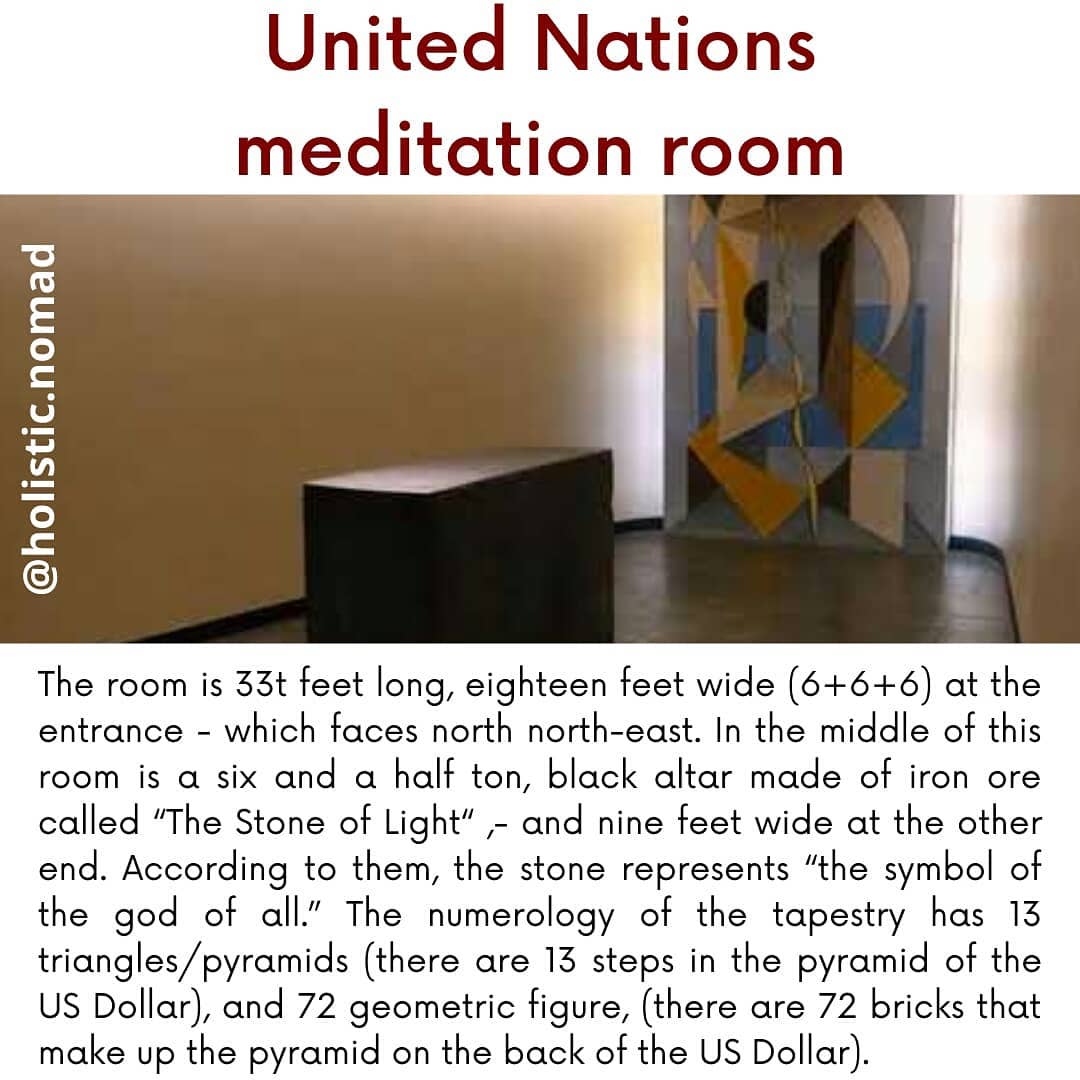 United Nations
meditation room
@holistic.nomad
The room is 33t feet long, eighteen feet wide (6+6+6) at the
entrance - which faces north north-east. In the middle of this
room is a six and a half ton, black altar made of iron ore
called "The Stone of Light" ,- and nine feet wide at the other
end. According to them, the stone represents "the symbol of
the god of all." The numerology of the tapestry has 13
triangles/pyramids (there are 13 steps in the pyramid of the
US Dollar), and 72 geometric figure, (there are 72 bricks that
make up the pyramid on the back of the US Dollar).